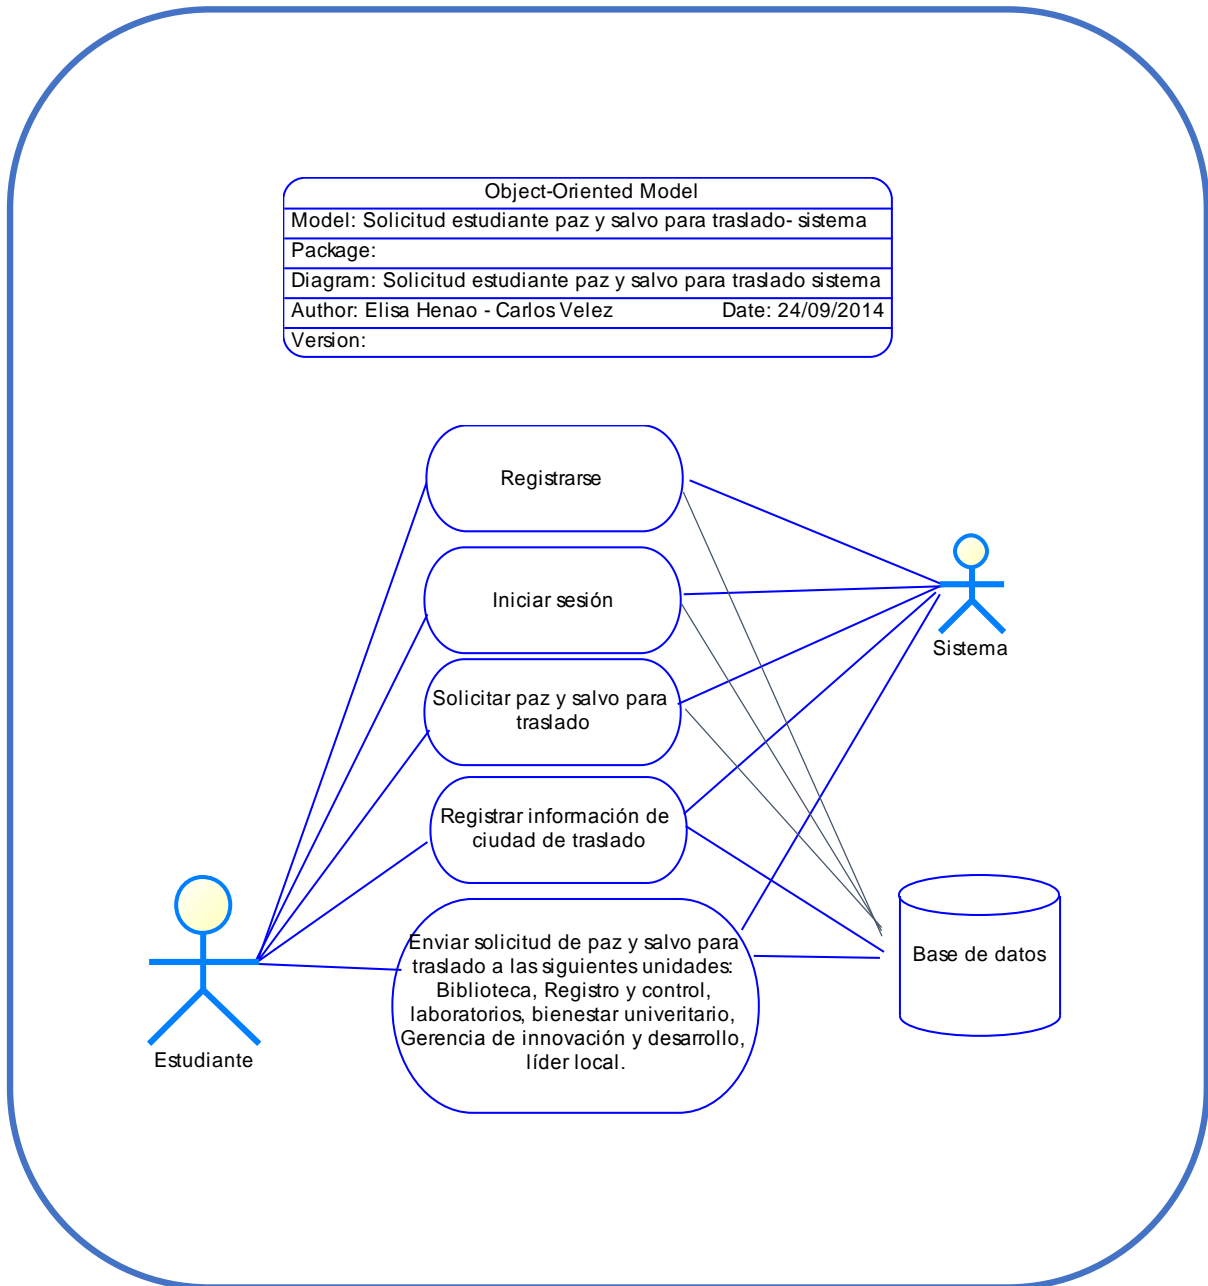 Object-Oriented Model
Model: Solicitud estudiante paz y salvo para traslado- sistema
Package:
Diagram: Solicitud estudiante paz y salvo para traslado sistema
Author: Elisa Henao - Carlos Velez Date: 24/09/2014
Version:
Registrarse
Iniciar sesión
Sistema
Solicitar paz y salvo para
traslado
Registrar información de
ciudad de traslado
Enviar solicitud de paz y salvo para
traslado a las siguientes unidades:
Biblioteca, Registro y control,
laboratorios, bienestar univeritario,
Gerencia de innovación y desarrollo,
líder local.
Base de datos
Estudiante